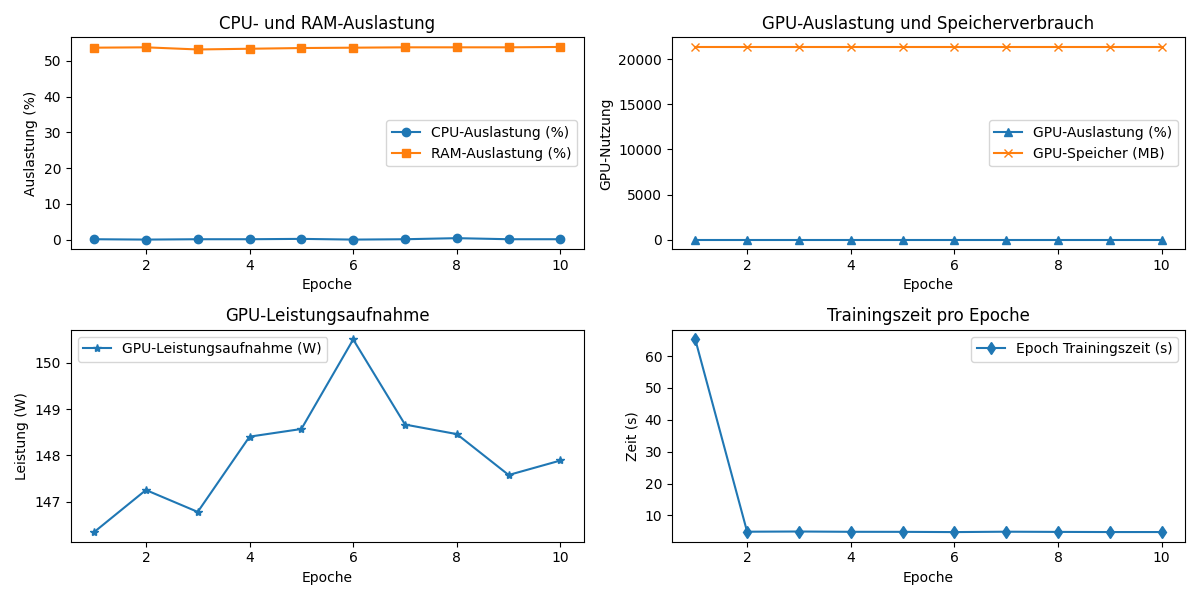 CPU- und RAM-Auslastung
Auslastung (%)
50
40
30
20
10
0
CPU-Auslastung (%)
RAM-Auslastung (%)
2 4 6 8 10
Epoche
GPU-Auslastung und Speicherverbrauch
GPU-Nutzung
20000
15000
10000
5000
0
GPU-Auslastung (%)
GPU-Speicher (MB)
2 4 6 8 10
Epoche
GPU-Leistungsaufnahme
Leistung (W)
GPU-Leistungsaufnahme (W)
150
149
148
147
2 4 6 8 10
Epoche
Trainingszeit pro Epoche
Zeit (s)
Epoch Trainingszeit (s)
60
50
40
30
20
10
2 4 6 8 10
Epoche